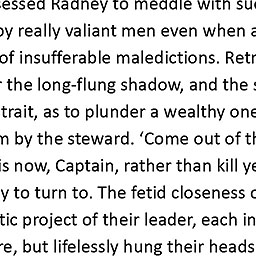 sessed Radney to meddle with su
by really valiant men even when a
of insufferable maledictions. Retr
r the long-flung shadow, and the s
trait, as to plunder a wealthy one
m by the steward. ‘Come out of th
is now, Captain, rather than kill ye
y to turn to. The fetid closeness o
tic project of their leader, each in
re, but lifelessly hung their heads